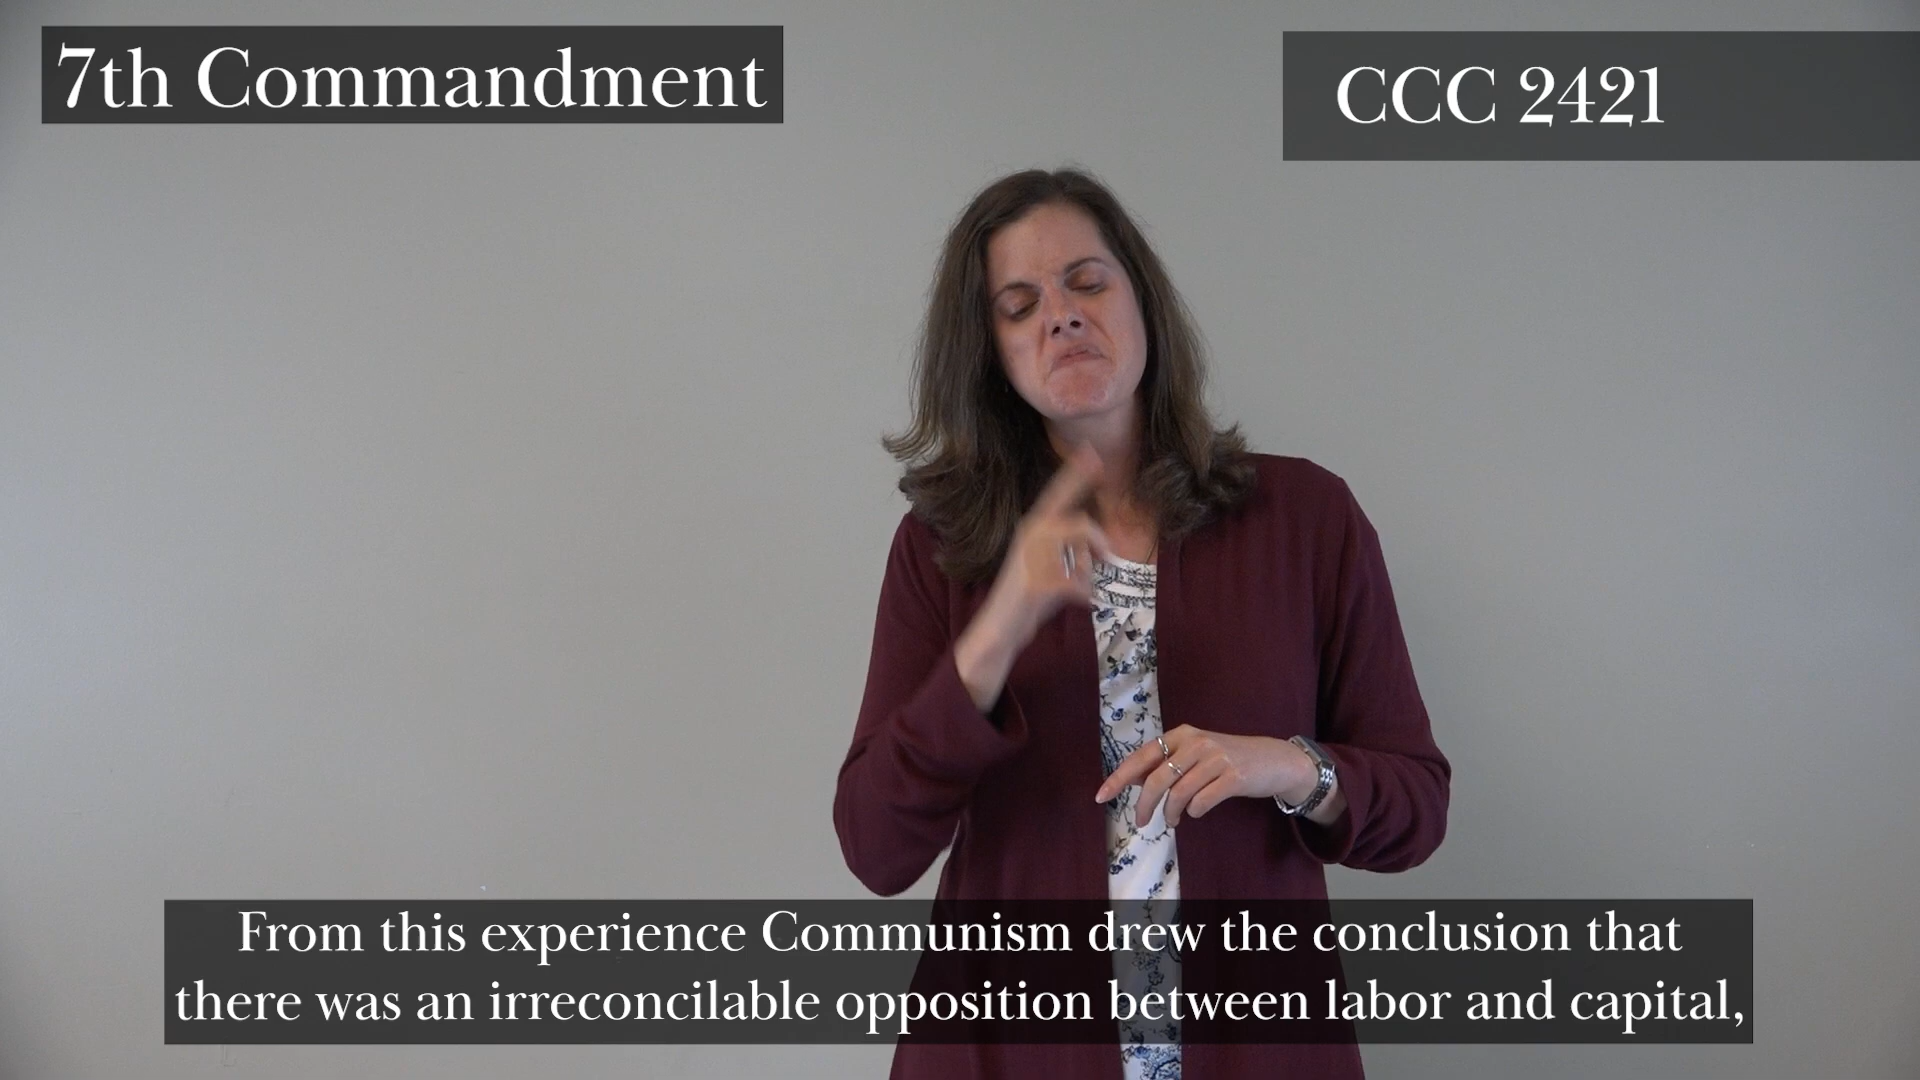 7th Commandment
CCC 2421
From this experience Communism drew the conclusion that
there was an irreconcilable opposition between labor and capital,